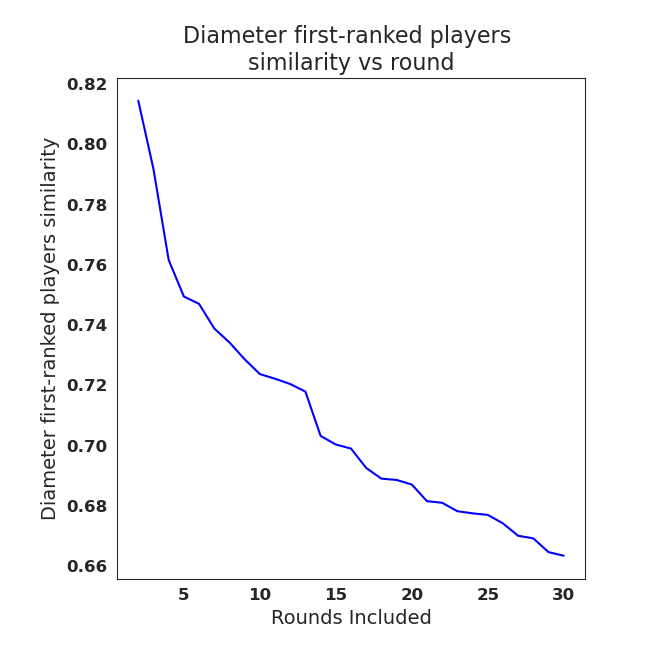 Diameter first-ranked players
similarity vs round
Diameter first-ranked players similarity
0.82
0.80
0.78
0.76
0.74
0.72
0.70
0.68
0.66
5 10 15 20 25 30
Rounds Included